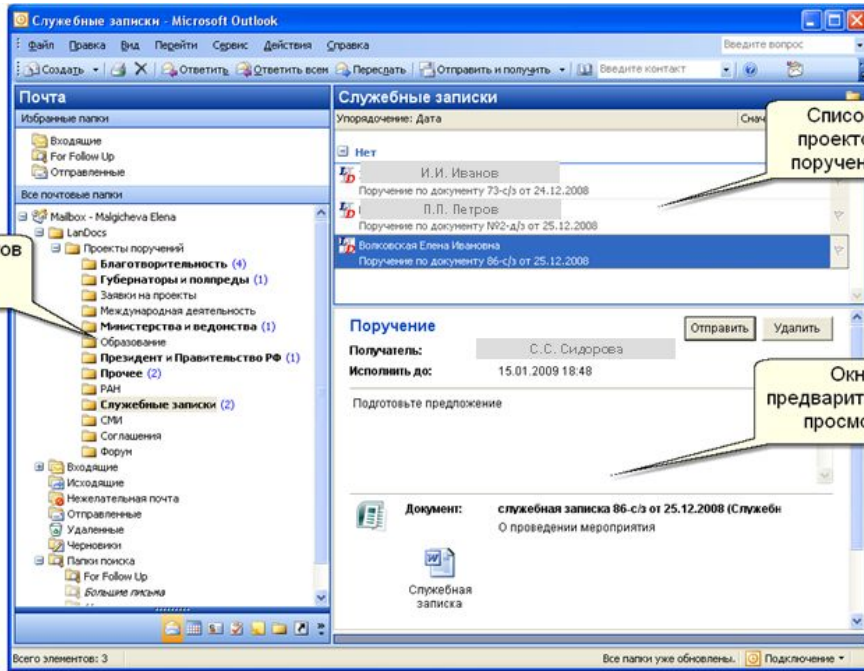 Служебные записки - Microsoft Outlook
Файл Правка Вид Перейти Сервис Действия Справка
Введите вопрос
Создать Ответить Ответить всем Переслать Отправить и получить Введите контакт
Почта
Избранные папки
Входящие
For Follow Up
Отправленные
Все почтовые папки
Mailbox - Malgicheva Elena
LanDocs
Проекты поручений
Благотворительность (4)
Губернаторы и полпреды (1)
Заявки на проекты
Международная деятельность
Министерства и ведомства (1)
Образование
Президент и Правительство РФ (1)
Прочее (2)
РАН
Служебные записки (2)
СМИ
Соглашения
Форум
Входящие
Исходящие
Нежелательная почта
Отправленные
Удаленные
Черновики
Папки поиска
For Follow Up
Большие письма
ов
Служебные записки
Упорядочение: Дата
Снач
Нет
И.И. Иванов
Поручение по документу 73-с/з от 24.12.2008
П.П. Петров
Поручение по документу №2-д/з от 25.12.2008
Волковская Елена Ивановна
Поручение по документу 86-с/з от 25.12.2008
Списо
проекто
поручен
Поручение
Отправить Удалить
Получатель: С.С. Сидорова
Исполнить до: 15.01.2009 18:48
Подготовьте предложение
Окн
предварит
просмо
Документ: служебная записка 86-с/з от 25.12.2008 (Служебн
О проведении мероприятия
Служебная
записка
Всего элементов: 3
Все папки уже обновлены. Подключение